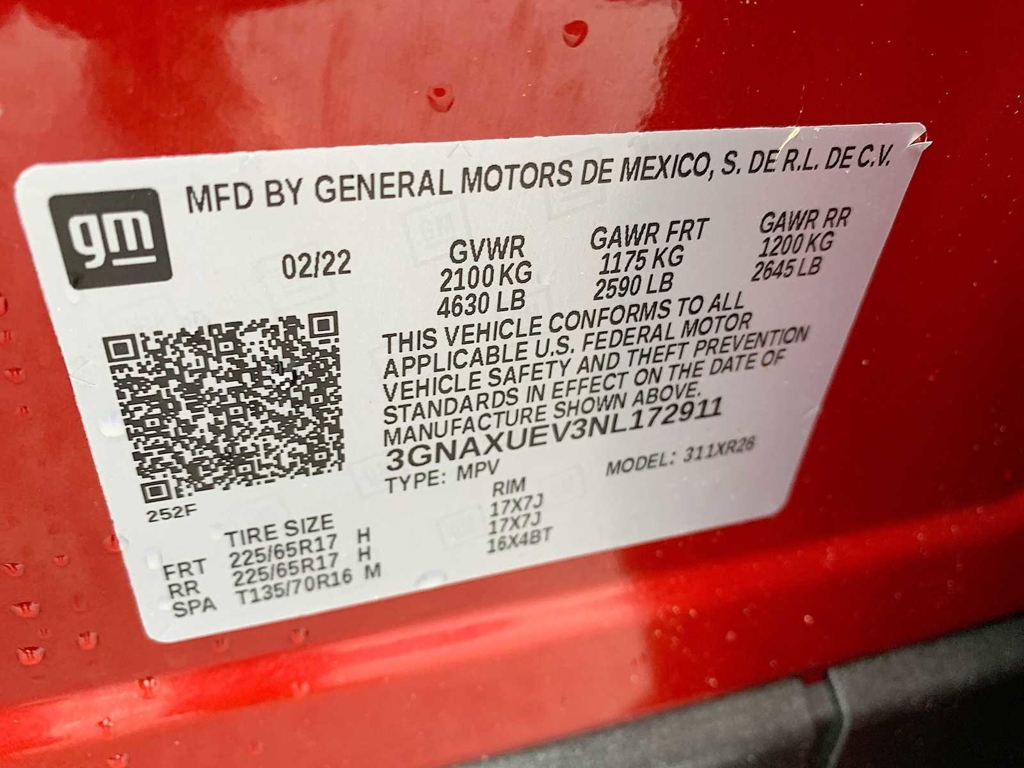 gm
MFD BY GENERAL MOTORS DE MEXICO, S. DE R.L. DE C.V.
02/22
GVWR
2100 KG
4630 LB
GAWR FRT
1175 KG
2590 LB
GAWR RR
1200 KG
2645 LB
THIS VEHICLE CONFORMS TO ALL
APPLICABLE U.S. FEDERAL MOTOR
VEHICLE SAFETY AND THEFT PREVENTION
STANDARDS IN EFFECT ON THE DATE OF
MANUFACTURE SHOWN ABOVE.
3GNAXUEV3NL172911
TYPE: MPV
MODEL: 311XR26
252F
TIRE SIZE RIM
FRT 225/65R17 H 17X7J
RR 225/65R17 H 17X7J
SPA T135/70R16 M 16X4BT